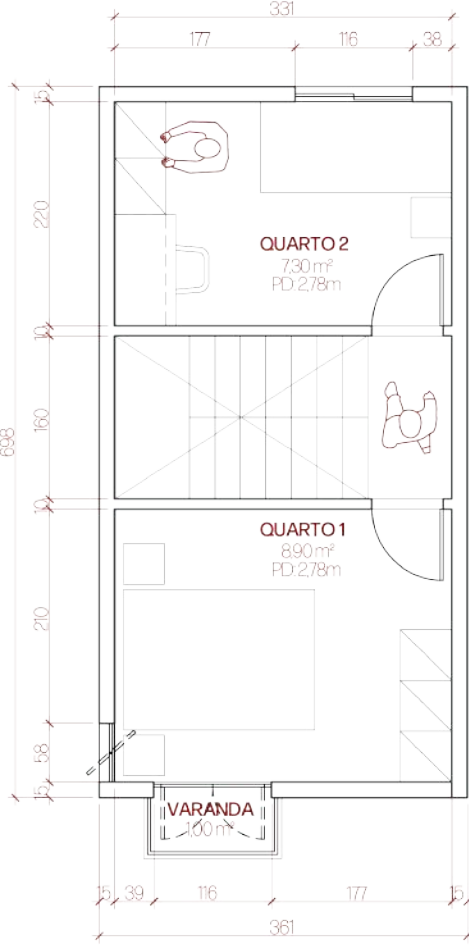 331
177 116 38
15
220
10
160
698
10
210
58
15
QUARTO 2
7,30 m²
PD: 2,78m
QUARTO 1
8,90 m²
PD: 2,78m
VARANDA
1,00 m²
15 39 116 177 15
361